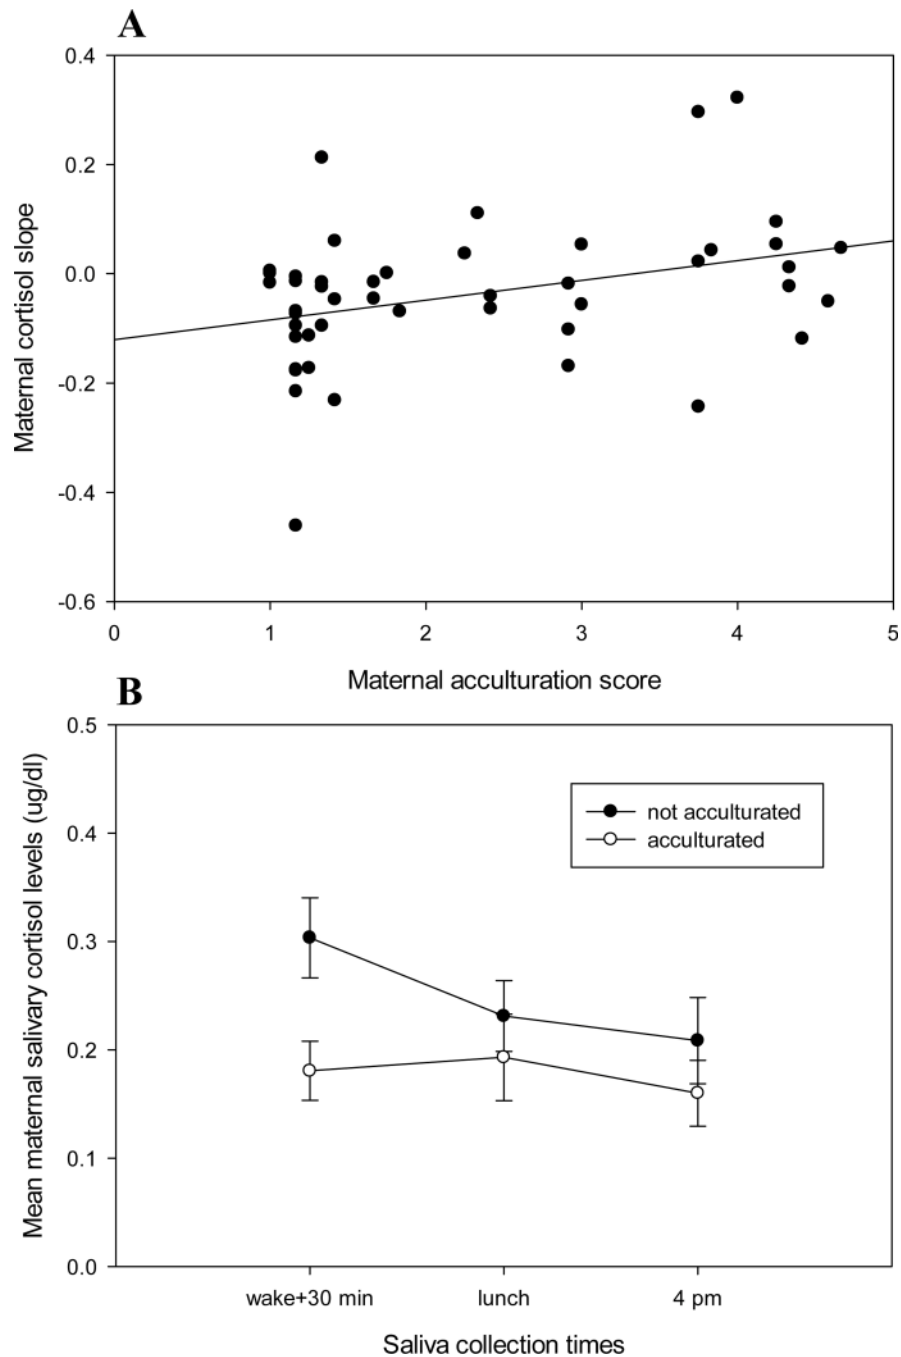 A
0.4
0.2
0.0
-0.2
-0.4
-0.6
Maternal cortisol slope
0 1 2 3 4 5
Maternal acculturation score
B
0.5
0.4
0.3
0.2
0.1
0.0
Mean maternal salivary cortisol levels (ug/dl)
not acculturated
acculturated
wake+30 min lunch 4 pm
Saliva collection times